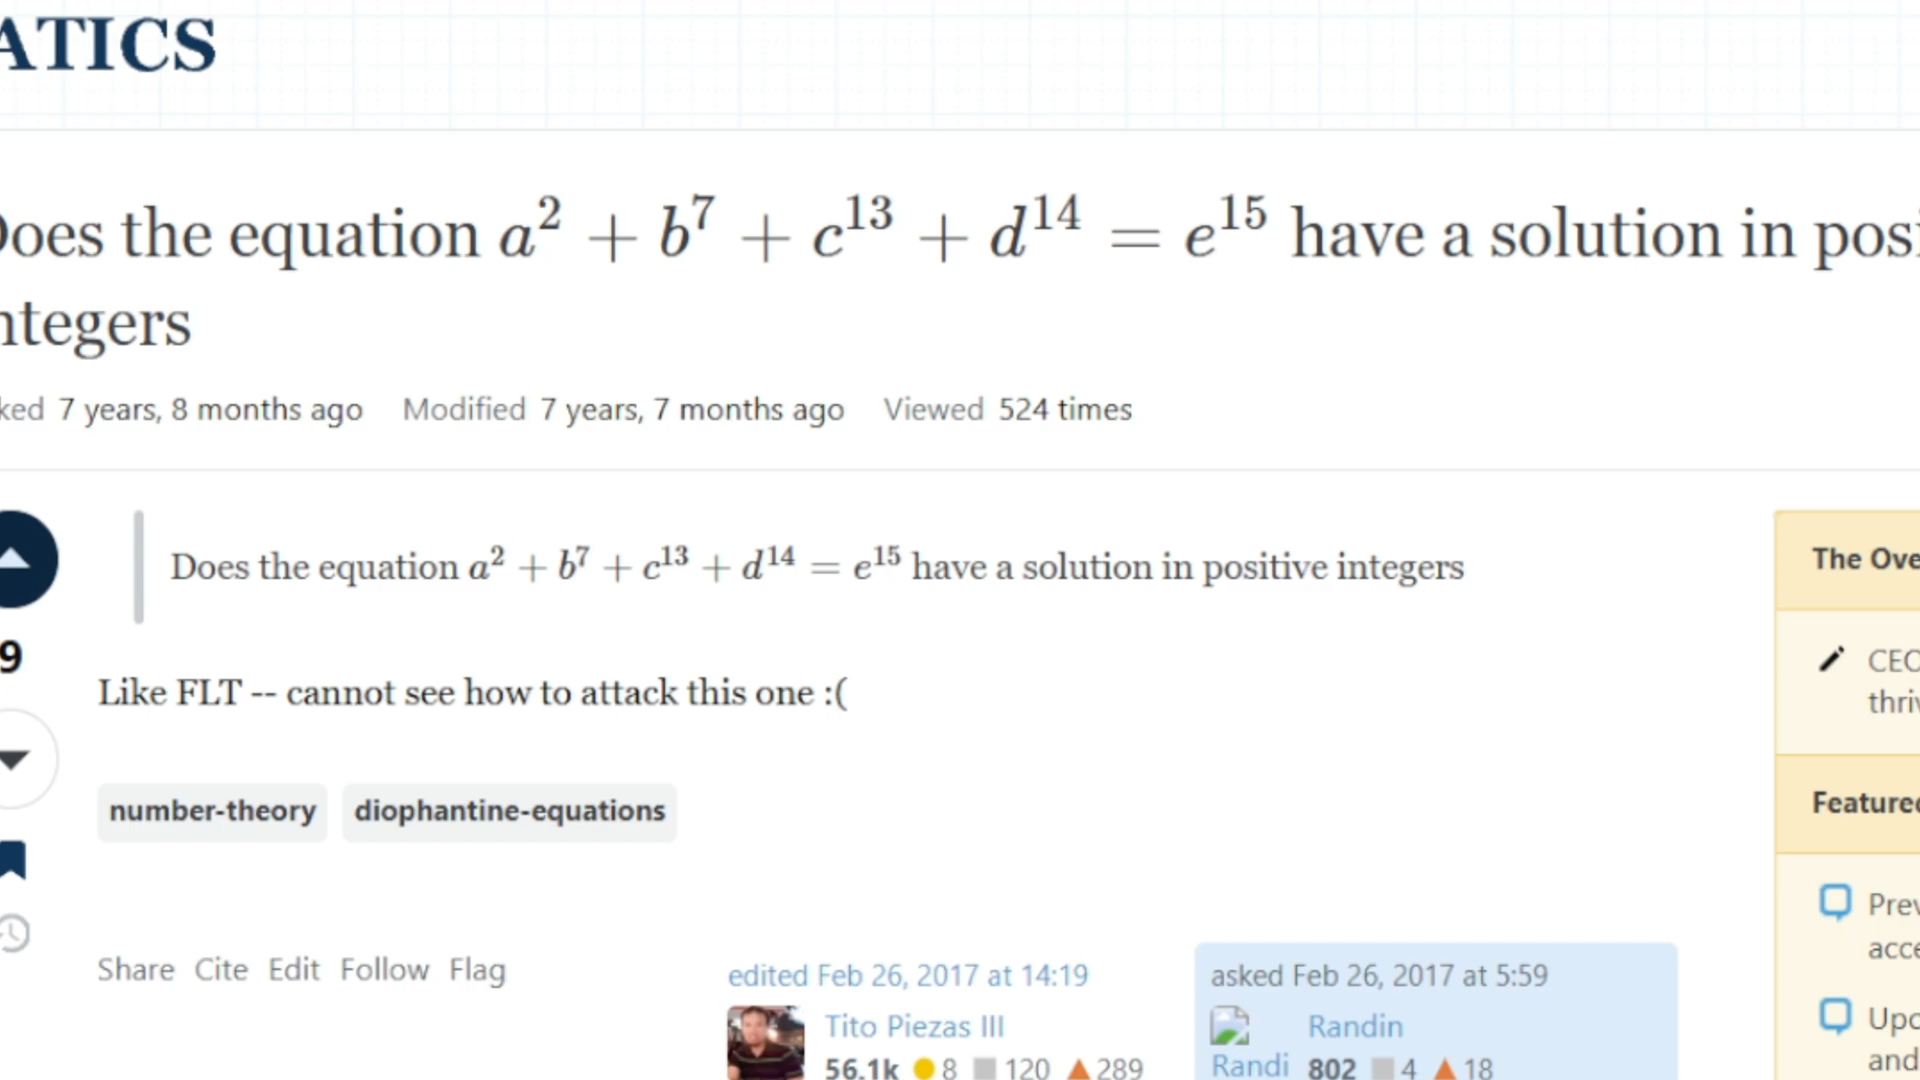 ATICS
Does the equation a² + b⁷ + c¹³ + d¹⁴ = e¹⁵ have a solution in posi
ntegers
ked 7 years, 8 months ago Modified 7 years, 7 months ago Viewed 524 times
Does the equation a² + b⁷ + c¹³ + d¹⁴ = e¹⁵ have a solution in positive integers
The Ove
9
CEO
thriv
Like FLT -- cannot see how to attack this one :(
number-theory diophantine-equations
Featured
Prev
acce
Share Cite Edit Follow Flag
edited Feb 26, 2017 at 14:19
Tito Piezas III
56.1k 8 120 289
asked Feb 26, 2017 at 5:59
Randi
Randin
802 4 18
Upc
and